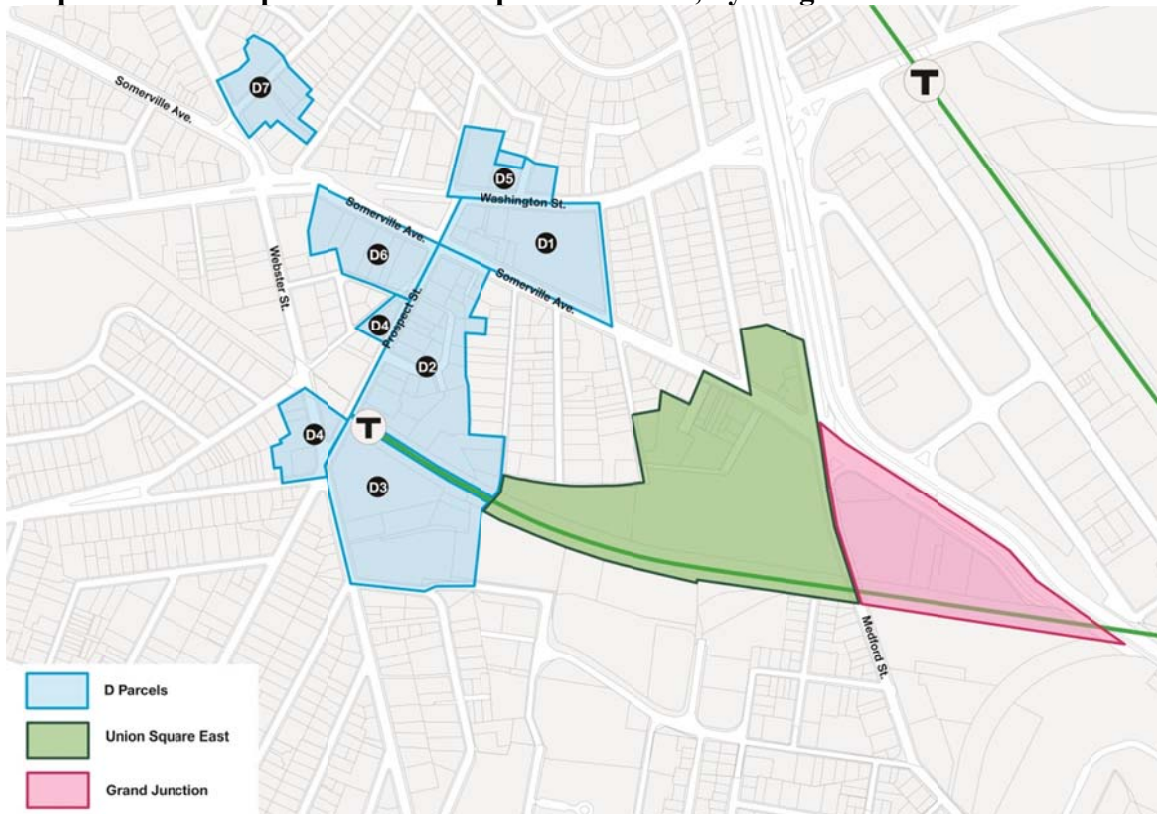 Somerville Ave.
T
D7
D5
Washington St.
Somerville Ave.
D1
D6
Webster St.
Somerville Ave.
Prospect St.
D4
D2
T
D4
D3
Medford St.
D Parcels
Union Square East
Grand Junction